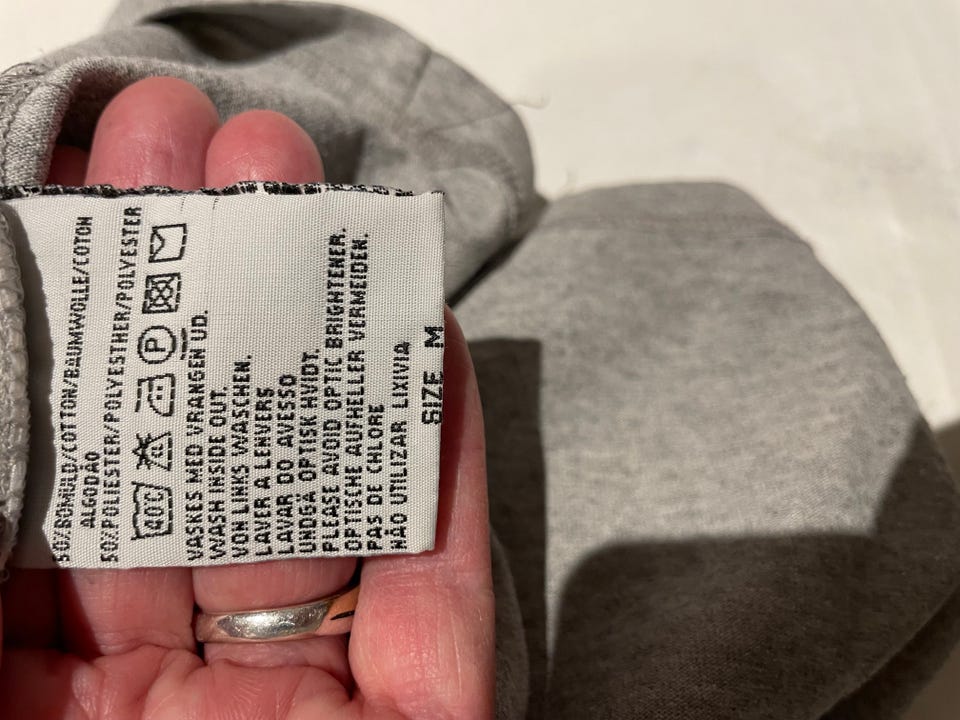 50% BOMULD/COTTON/BAUMWOLLE/COTON
ALGODÃO
50% POLIESTER/POLYESTHER/POLYESTER
40°C P
VASKES MED VRANGEN UD.
WASH INSIDE OUT.
VON LINKS WASCHEN.
LAVER A LENVERS
LAVAR DO AVESSO
UNDGÅ OPTISK HVIDT.
PLEASE AVOID OPTIC BRIGHTENER.
OPTISCHE AUFHELLER VERMEIDEN.
PAS DE CHLORE
NÃO UTILIZAR LIXIVIA
SIZE M